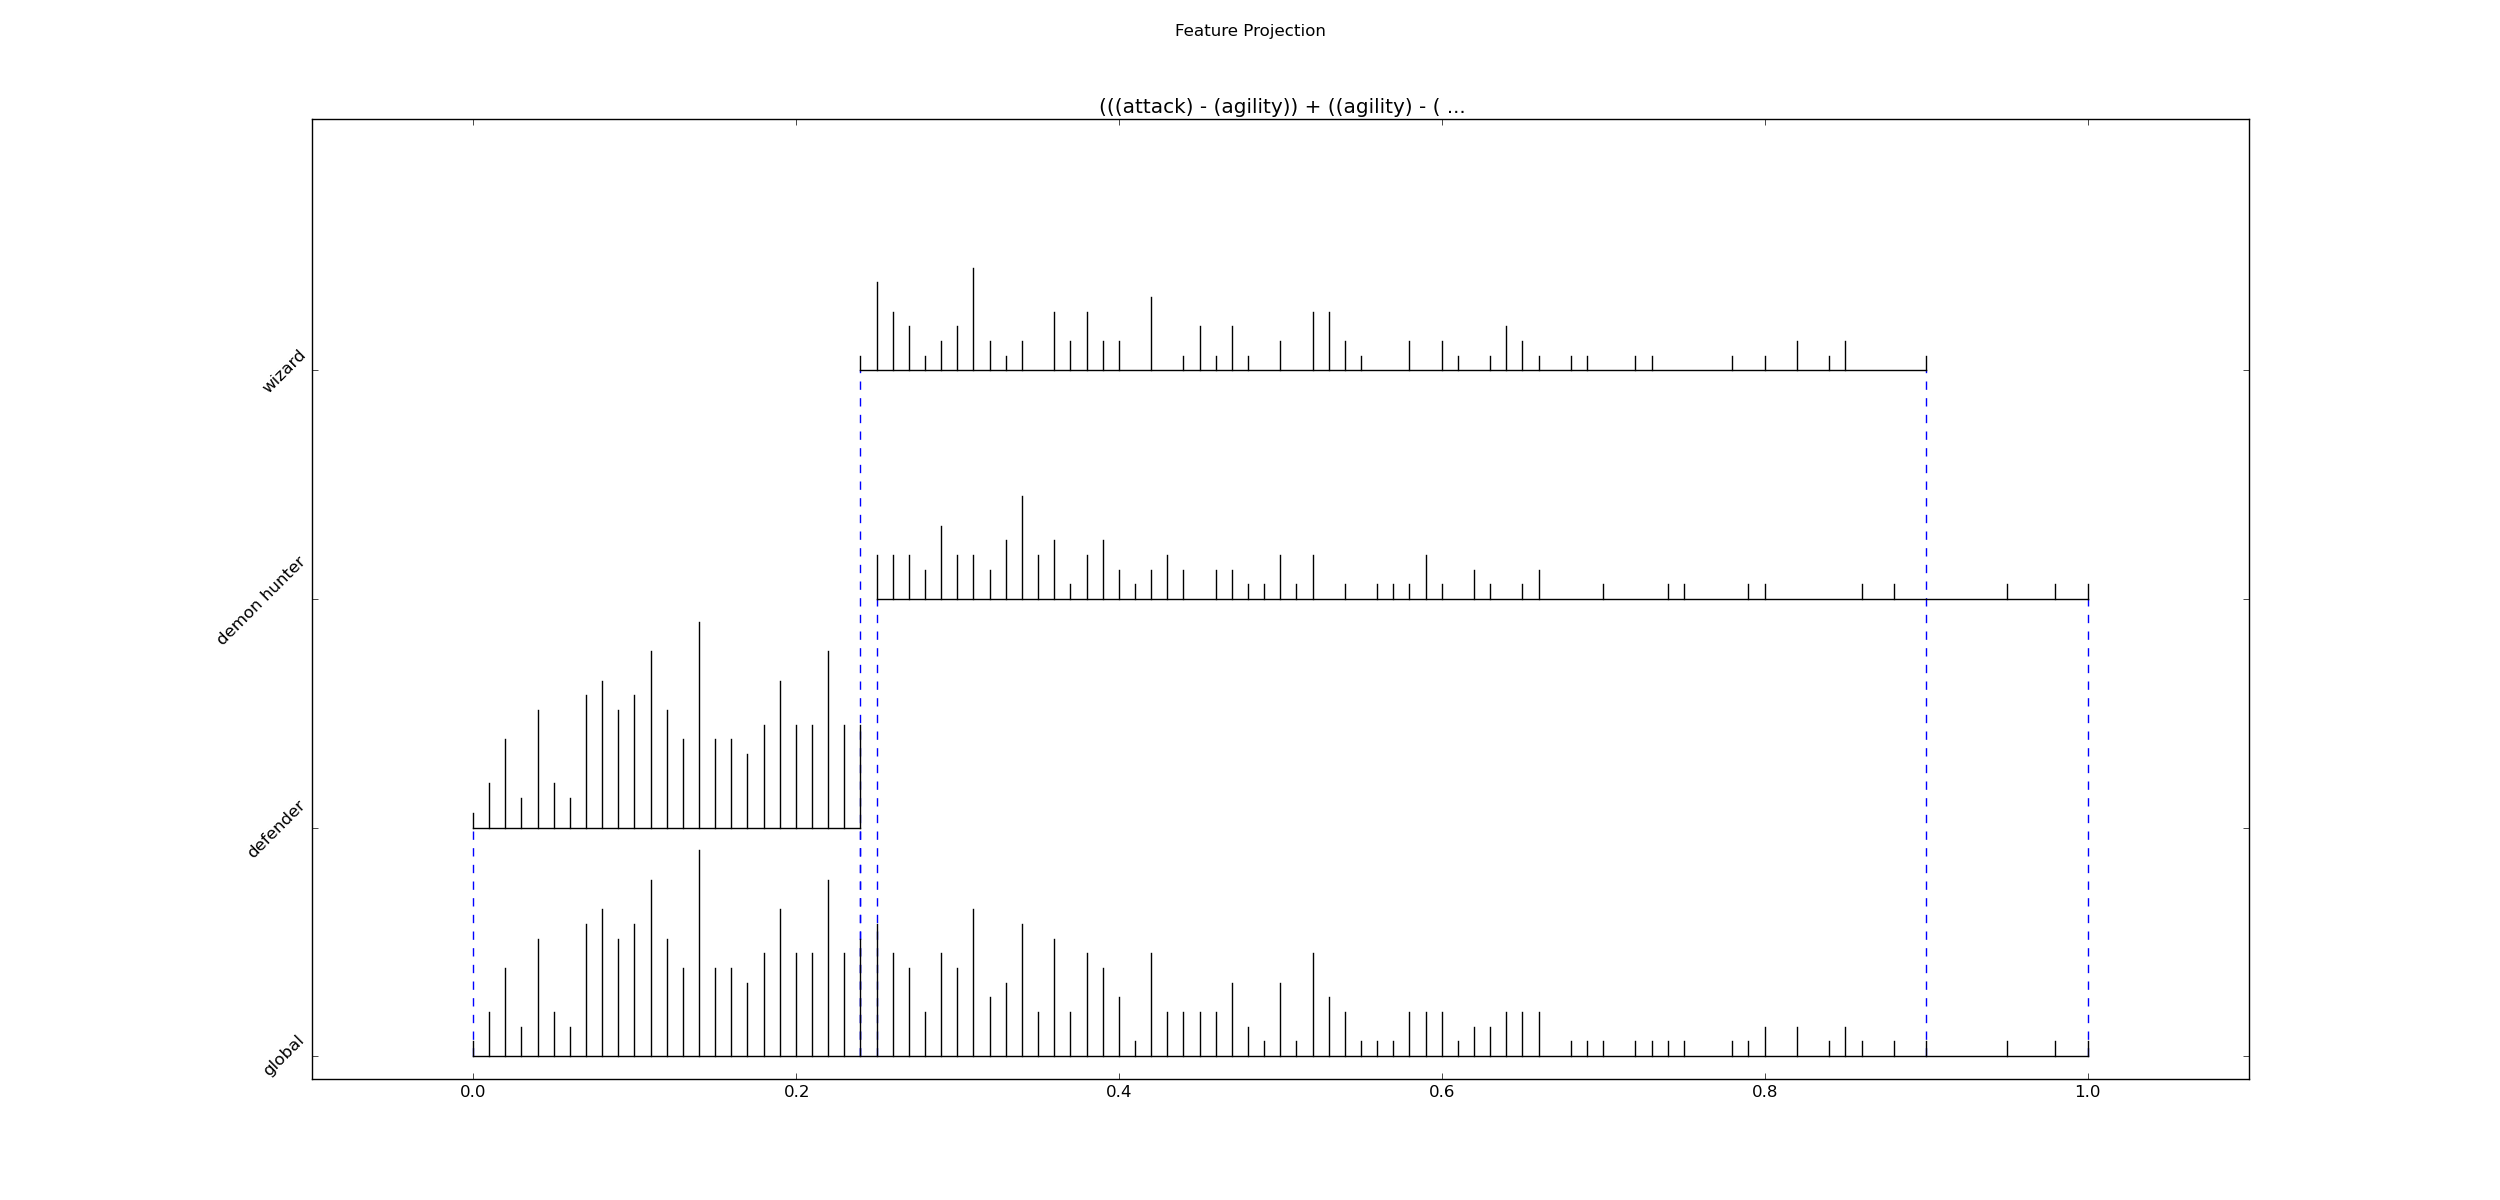 Feature Projection
(((attack) - (agility)) + ((agility) - ( ...
wizard
demon hunter
defender
global
0.0 0.2 0.4 0.6 0.8 1.0